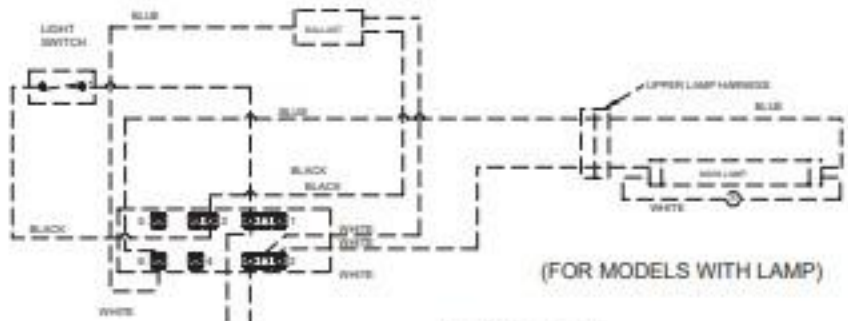 BLUE
LIGHT
SWITCH
BALLAST
UPPER LAMP HARNESS
BLUE
BLUE
BLACK
BLACK
WHITE
BLACK
WHITE
WHITE
WHITE
(FOR MODELS WITH LAMP)
WHITE